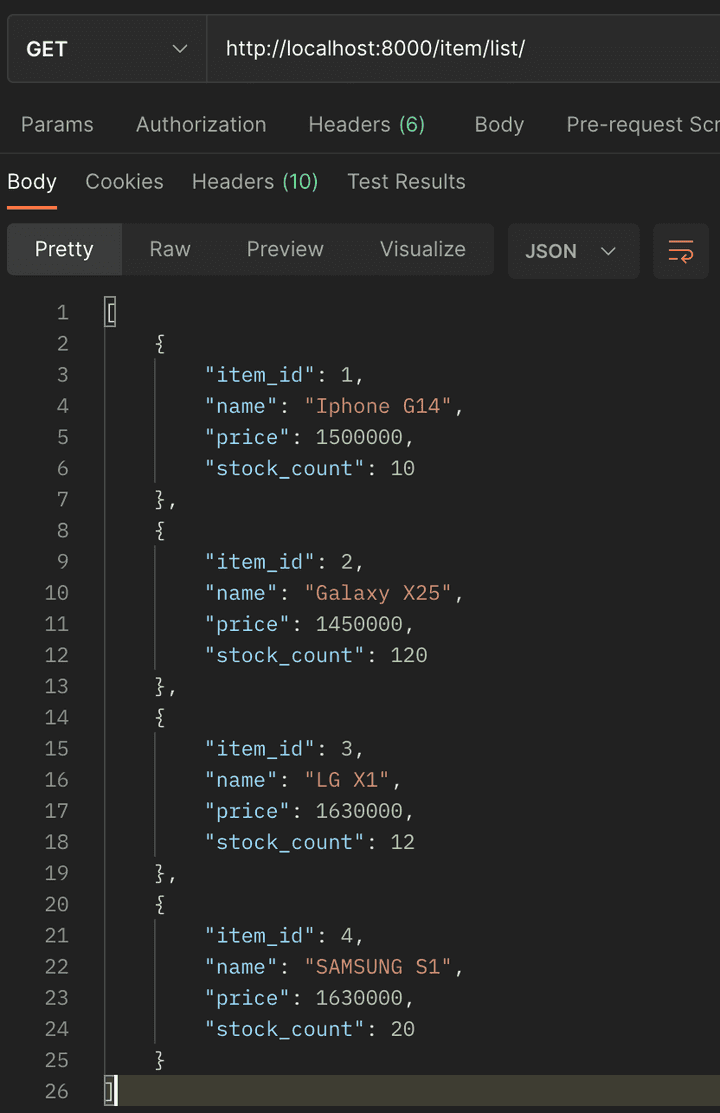 GET http://localhost:8000/item/list/
Params Authorization Headers (6) Body Pre-request Scr
Body Cookies Headers (10) Test Results
Pretty Raw Preview Visualize JSON
1 [
2 {
3 "item_id": 1,
4 "name": "Iphone G14",
5 "price": 1500000,
6 "stock_count": 10
7 },
8 {
9 "item_id": 2,
10 "name": "Galaxy X25",
11 "price": 1450000,
12 "stock_count": 120
13 },
14 {
15 "item_id": 3,
16 "name": "LG X1",
17 "price": 1630000,
18 "stock_count": 12
19 },
20 {
21 "item_id": 4,
22 "name": "SAMSUNG S1",
23 "price": 1630000,
24 "stock_count": 20
25 }
26 ]